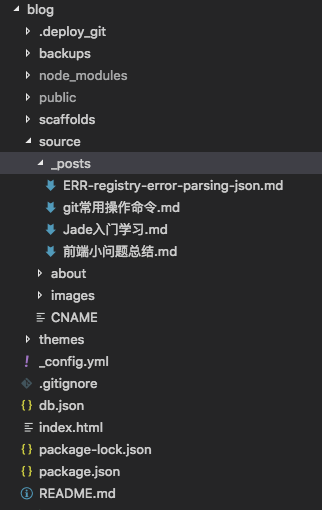 blog
.deploy_git
backups
node_modules
public
scaffolds
source
_posts
ERR-registry-error-parsing-json.md
git常用操作命令.md
Jade入门学习.md
前端小问题总结.md
about
images
CNAME
themes
_config.yml
.gitignore
db.json
index.html
package-lock.json
package.json
README.md